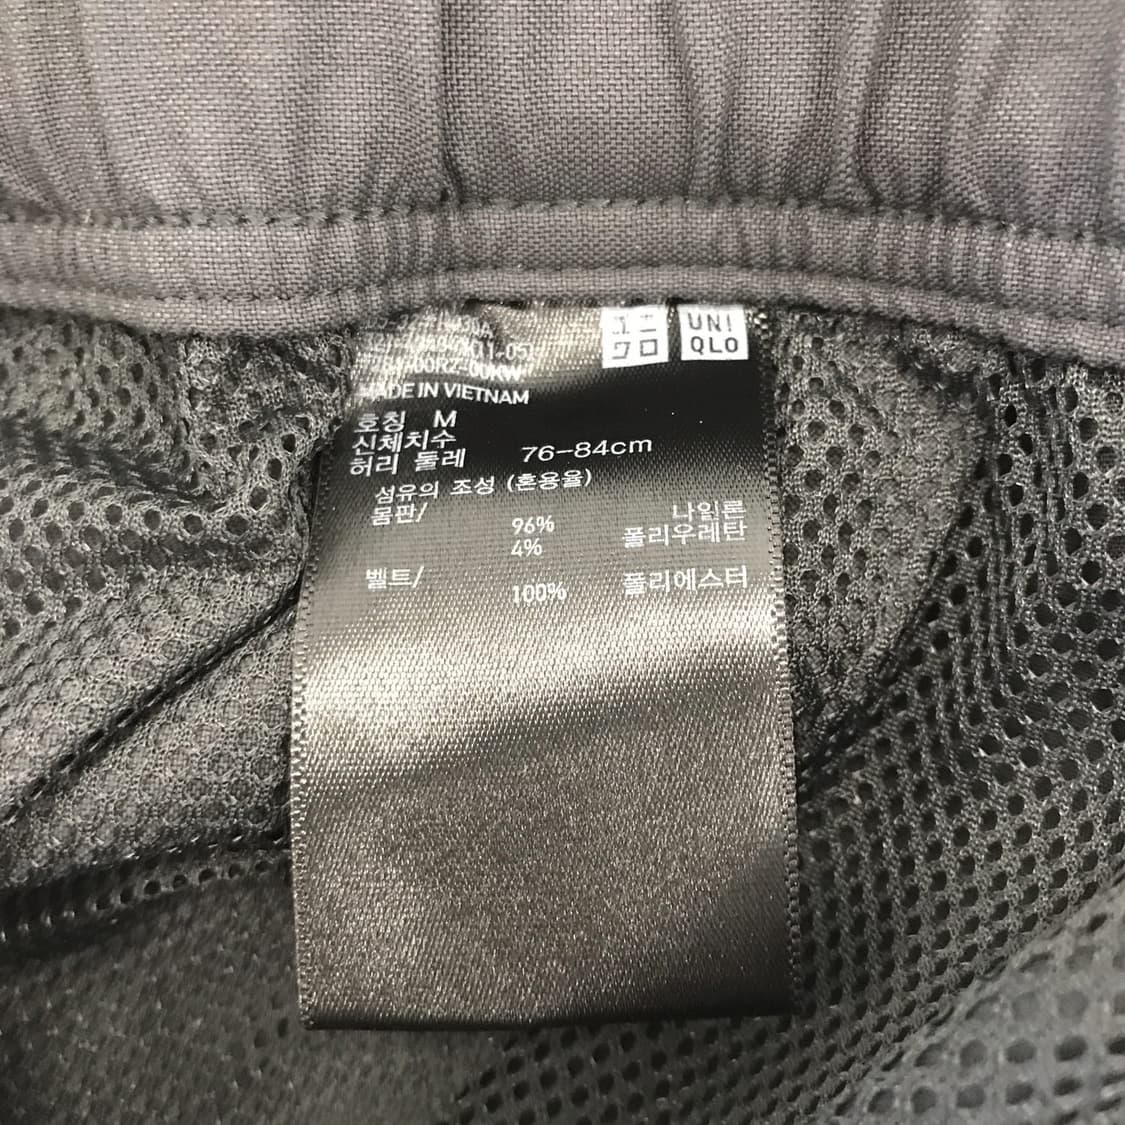 ユニ
クロ
UNI
QLO
MADE IN VIETNAM
호칭 M
신체치수
허리 둘레 76-84cm
섬유의 조성 (혼용율)
몸판/
96% 나일론
4% 폴리우레탄
벨트/
100% 폴리에스터